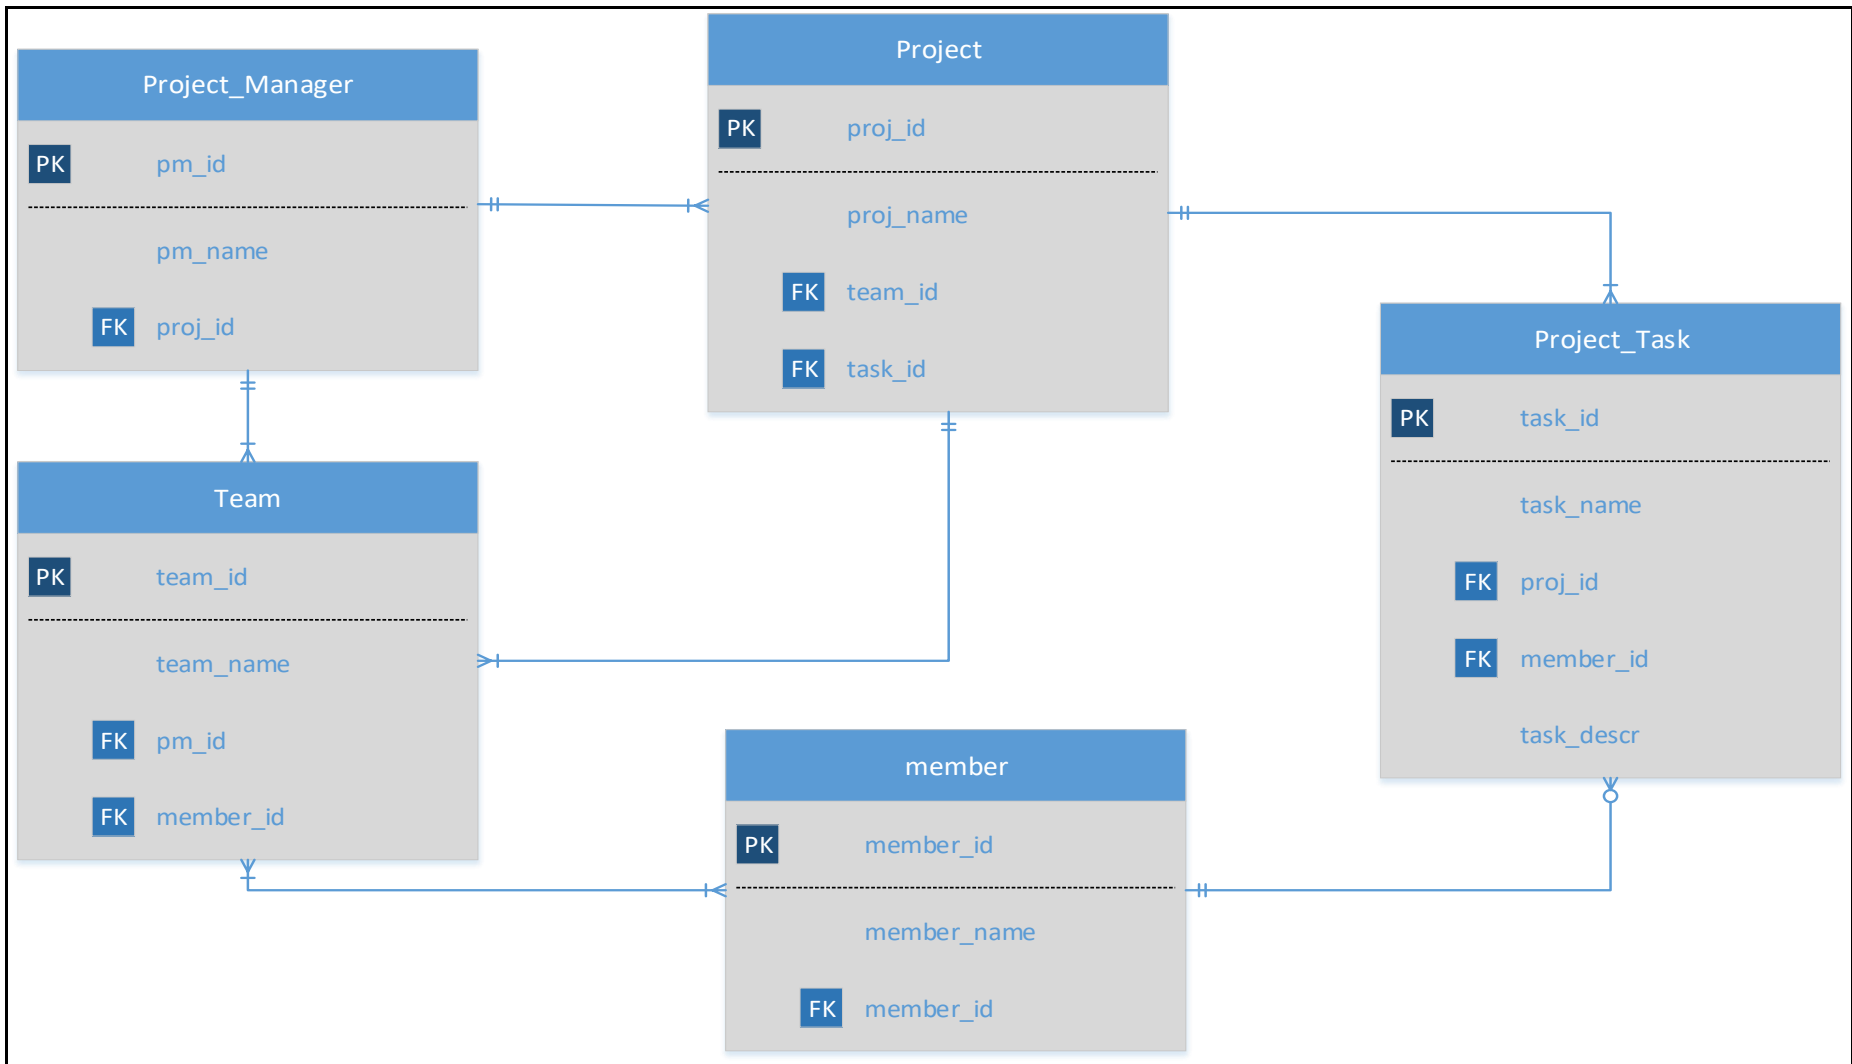 Project_Manager
PK pm_id
pm_name
FK proj_id
Project
PK proj_id
proj_name
FK team_id
FK task_id
Project_Task
PK task_id
task_name
FK proj_id
FK member_id
task_descr
Team
PK team_id
team_name
FK pm_id
FK member_id
member
PK member_id
member_name
FK member_id